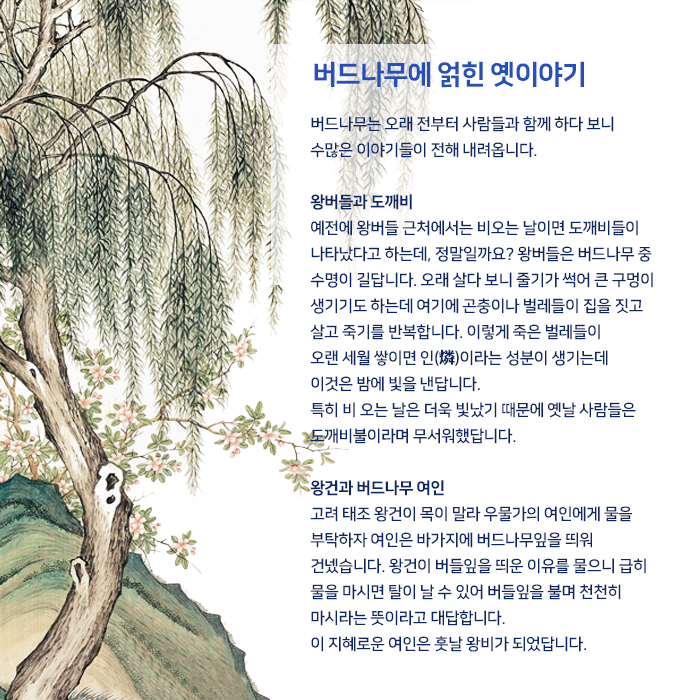 버드나무에 얽힌 옛이야기
버드나무는 오래 전부터 사람들과 함께 하다 보니
수많은 이야기들이 전해 내려옵니다.
왕버들과 도깨비
예전에 왕버들 근처에서는 비오는 날이면 도깨비들이
나타났다고 하는데, 정말일까요? 왕버들은 버드나무 중
수명이 길답니다. 오래 살다 보니 줄기가 썩어 큰 구멍이
생기기도 하는데 여기에 곤충이나 벌레들이 집을 짓고
살고 죽기를 반복합니다. 이렇게 죽은 벌레들이
오랜 세월 쌓이면 인(燐)이라는 성분이 생기는데
이것은 밤에 빛을 낸답니다.
특히 비 오는 날은 더욱 빛났기 때문에 옛날 사람들은
도깨비불이라며 무서워했답니다.
왕건과 버드나무 여인
고려 태조 왕건이 목이 말라 우물가의 여인에게 물을
부탁하자 여인은 바가지에 버드나무잎을 띄워
건넸습니다. 왕건이 버들잎을 띄운 이유를 물으니 급히
물을 마시면 탈이 날 수 있어 버들잎을 불며 천천히
마시라는 뜻이라고 대답합니다.
이 지혜로운 여인은 훗날 왕비가 되었답니다.